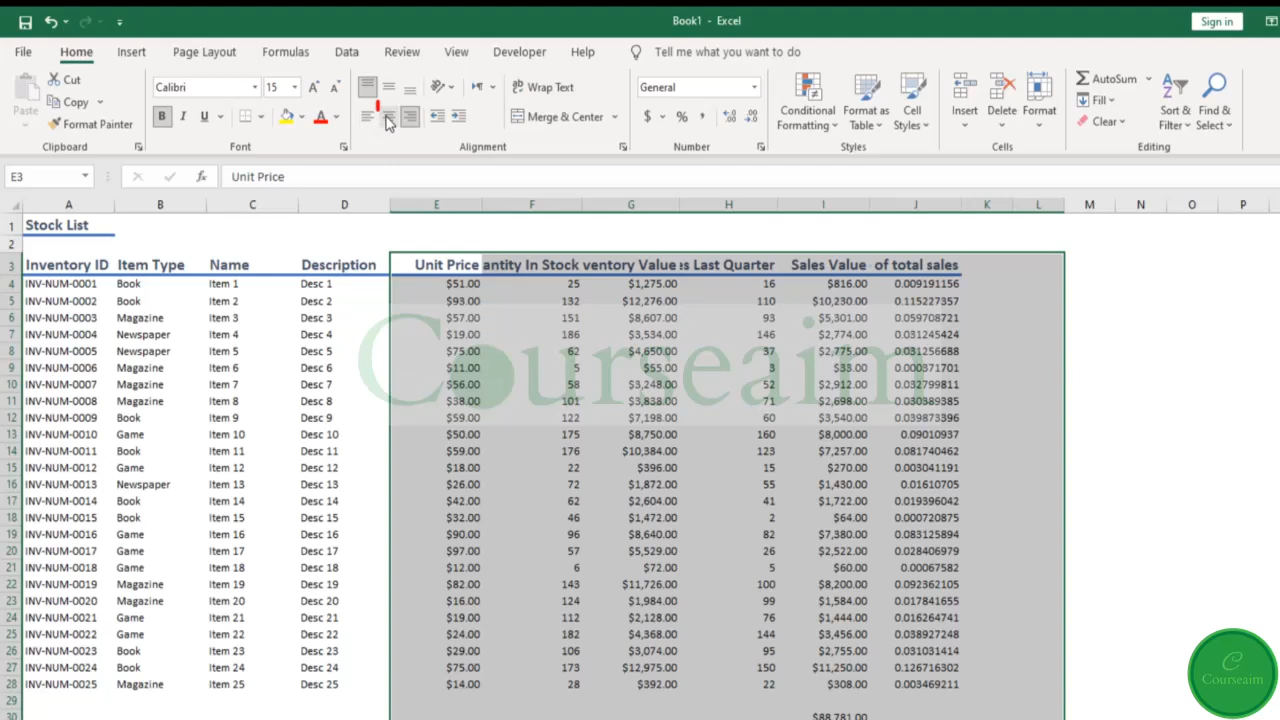 Book1 - Excel
Sign in
File Home Insert Page Layout Formulas Data Review View Developer Help Tell me what you want to do
Cut
Copy
Format Painter
Paste
Clipboard
Calibri 15
B I U
Font
Wrap Text
Merge & Center
Alignment
General
$ % ,
Number
Conditional Formatting
Format as Table
Cell Styles
Styles
Insert Delete Format
Cells
AutoSum
Fill
Clear
Sort & Filter
Find & Select
Editing
E3 fx Unit Price
A B C D E F G H I J K L M N O P
1 Stock List
2
3 Inventory ID Item Type Name Description Unit Price antity In Stock ventory Value s Last Quarter Sales Value of total sales
4 INV-NUM-0001 Book Item 1 Desc 1 $51.00 25 $1,275.00 16 $816.00 0.009191156
5 INV-NUM-0002 Book Item 2 Desc 2 $93.00 132 $12,276.00 110 $10,230.00 0.115227357
6 INV-NUM-0003 Magazine Item 3 Desc 3 $57.00 151 $8,607.00 93 $5,301.00 0.059708721
7 INV-NUM-0004 Newspaper Item 4 Desc 4 $19.00 186 $3,534.00 146 $2,774.00 0.031245424
8 INV-NUM-0005 Newspaper Item 5 Desc 5 $75.00 62 $4,650.00 37 $2,775.00 0.031256688
9 INV-NUM-0006 Magazine Item 6 Desc 6 $11.00 5 $55.00 3 $33.00 0.000371701
10 INV-NUM-0007 Magazine Item 7 Desc 7 $56.00 58 $3,248.00 52 $2,912.00 0.032799811
11 INV-NUM-0008 Magazine Item 8 Desc 8 $38.00 101 $3,838.00 71 $2,698.00 0.030389385
12 INV-NUM-0009 Book Item 9 Desc 9 $59.00 122 $7,198.00 60 $3,540.00 0.039873396
13 INV-NUM-0010 Game Item 10 Desc 10 $50.00 175 $8,750.00 160 $8,000.00 0.09010937
14 INV-NUM-0011 Book Item 11 Desc 11 $59.00 176 $10,384.00 123 $7,257.00 0.081740462
15 INV-NUM-0012 Game Item 12 Desc 12 $18.00 22 $396.00 15 $270.00 0.003041191
16 INV-NUM-0013 Newspaper Item 13 Desc 13 $26.00 72 $1,872.00 55 $1,430.00 0.01610705
17 INV-NUM-0014 Book Item 14 Desc 14 $42.00 62 $2,604.00 41 $1,722.00 0.019396042
18 INV-NUM-0015 Book Item 15 Desc 15 $32.00 46 $1,472.00 2 $64.00 0.000720875
19 INV-NUM-0016 Game Item 16 Desc 16 $90.00 96 $8,640.00 82 $7,380.00 0.083125894
20 INV-NUM-0017 Game Item 17 Desc 17 $97.00 57 $5,529.00 26 $2,522.00 0.028406979
21 INV-NUM-0018 Game Item 18 Desc 18 $12.00 6 $72.00 5 $60.00 0.00067582
22 INV-NUM-0019 Magazine Item 19 Desc 19 $82.00 143 $11,726.00 100 $8,200.00 0.092362105
23 INV-NUM-0020 Magazine Item 20 Desc 20 $16.00 124 $1,984.00 99 $1,584.00 0.017841655
24 INV-NUM-0021 Game Item 21 Desc 21 $19.00 112 $2,128.00 76 $1,444.00 0.016264741
25 INV-NUM-0022 Game Item 22 Desc 22 $24.00 182 $4,368.00 144 $3,456.00 0.038927248
26 INV-NUM-0023 Book Item 23 Desc 23 $29.00 106 $3,074.00 95 $2,755.00 0.031031414
27 INV-NUM-0024 Book Item 24 Desc 24 $75.00 173 $12,975.00 150 $11,250.00 0.126716302
28 INV-NUM-0025 Magazine Item 25 Desc 25 $14.00 28 $392.00 22 $308.00 0.003469211
29
30 $88,781.00
Courseaim
Courseaim